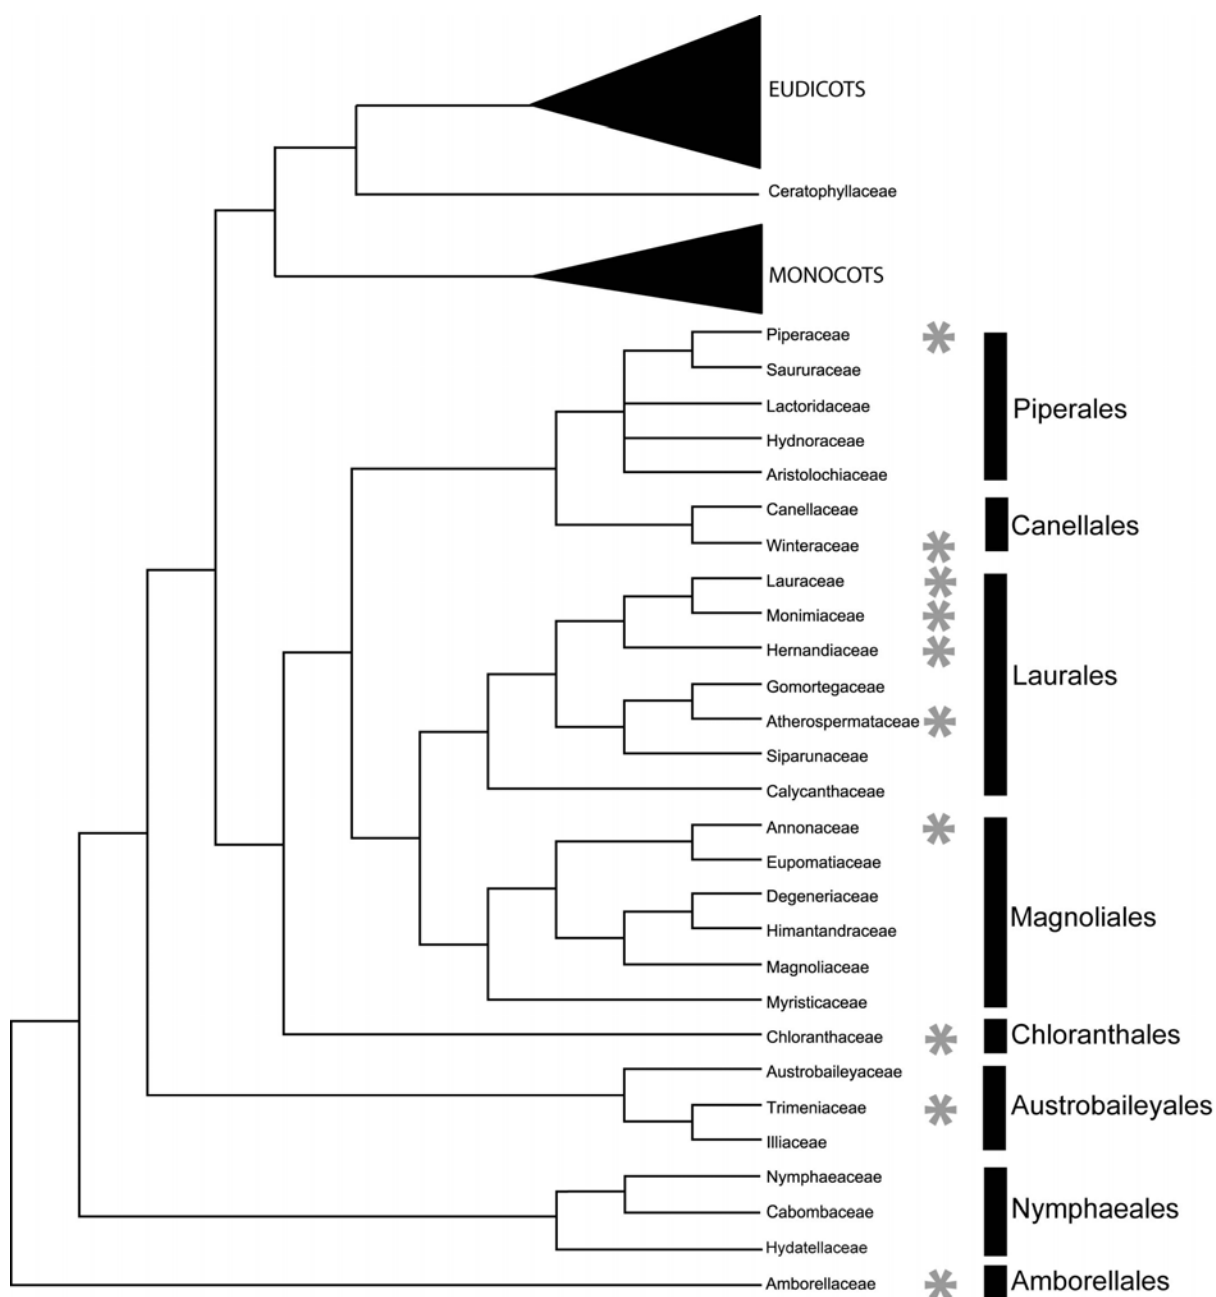 EUDICOTS
Ceratophyllaceae
MONOCOTS
Piperaceae
Saururaceae
Lactoridaceae
Hydnoraceae
Aristolochiaceae
Piperales
Canellaceae
Winteraceae
Canellales
Lauraceae
Monimiaceae
Hernandiaceae
Gomortegaceae
Atherospermataceae
Siparunaceae
Calycanthaceae
Laurales
Annonaceae
Eupomatiaceae
Degeneriaceae
Himantandraceae
Magnoliaceae
Myristicaceae
Magnoliales
Chloranthaceae
Chloranthales
Austrobaileyaceae
Trimeniaceae
Illiaceae
Austrobaileyales
Nymphaeaceae
Cabombaceae
Hydatellaceae
Nymphaeales
Amborellaceae
Amborellales